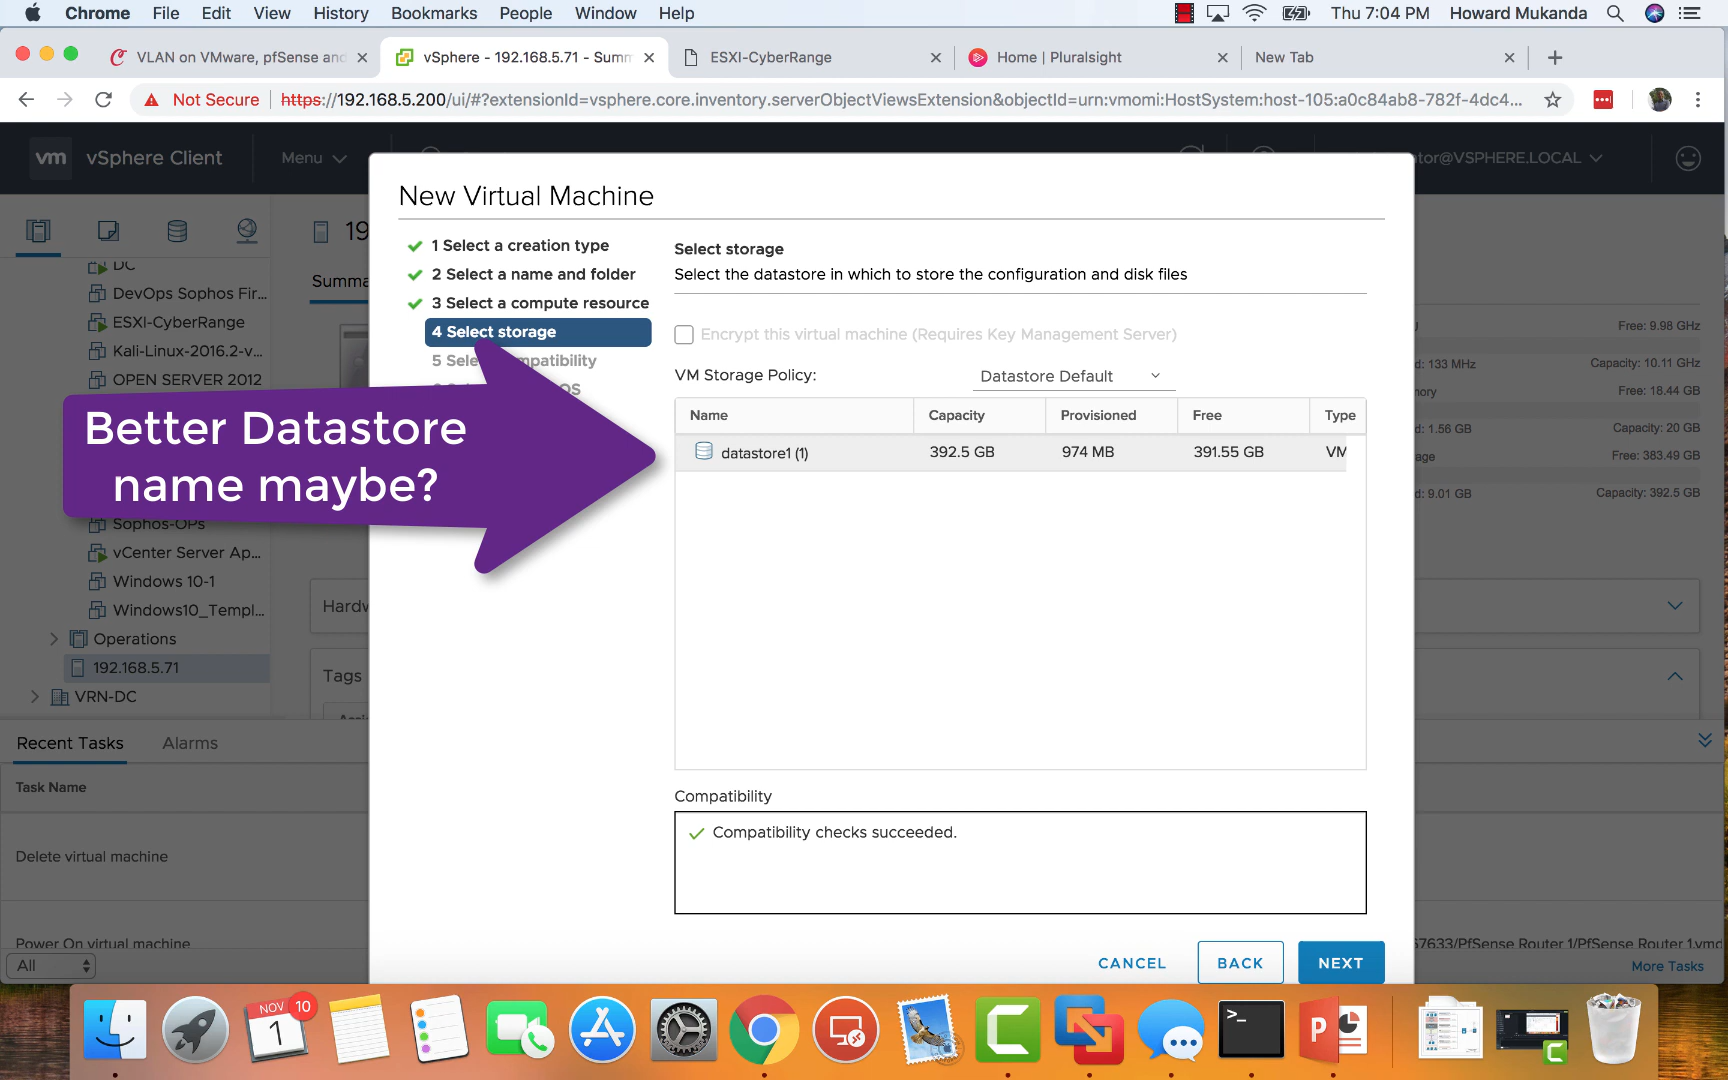 Chrome File Edit View History Bookmarks People Window Help Thu 7:04 PM Howard Mukanda
VLAN on VMware, pfSense and
vSphere - 192.168.5.71 - Summ
ESXI-CyberRange
Home | Pluralsight
New Tab
Not Secure | https://192.168.5.200/ui/#?extensionId=vsphere.core.inventory.serverObjectViewsExtension&objectId=urn:vmomi:HostSystem:host-105:a0c84ab8-782f-4dc4...
vm vSphere Client Menu tor@VSPHERE.LOCAL
DC
DevOps Sophos Fir...
ESXI-CyberRange
Kali-Linux-2016.2-v...
OPEN SERVER 2012
Sophos-OPs
vCenter Server Ap...
Windows 10-1
Windows10_Templ...
Operations
192.168.5.71
VRN-DC
19
Summa
Hardw
Tags
New Virtual Machine
1 Select a creation type
2 Select a name and folder
3 Select a compute resource
4 Select storage
5 Sele mpatibility
OS
Better Datastore
name maybe?
Select storage
Select the datastore in which to store the configuration and disk files
Encrypt this virtual machine (Requires Key Management Server)
VM Storage Policy: Datastore Default
Name Capacity Provisioned Free Type
datastore1 (1) 392.5 GB 974 MB 391.55 GB VM
Compatibility
Compatibility checks succeeded.
CANCEL BACK NEXT
Free: 9.98 GHz
d: 133 MHz Capacity: 10.11 GHz
ory Free: 18.44 GB
d: 1.56 GB Capacity: 20 GB
age Free: 383.49 GB
d: 9.01 GB Capacity: 392.5 GB
Recent Tasks Alarms
Task Name
Delete virtual machine
Power On virtual machine
67633/PfSense Router 1/PfSense Router 1.vmd
All
More Tasks
NOV 10
1